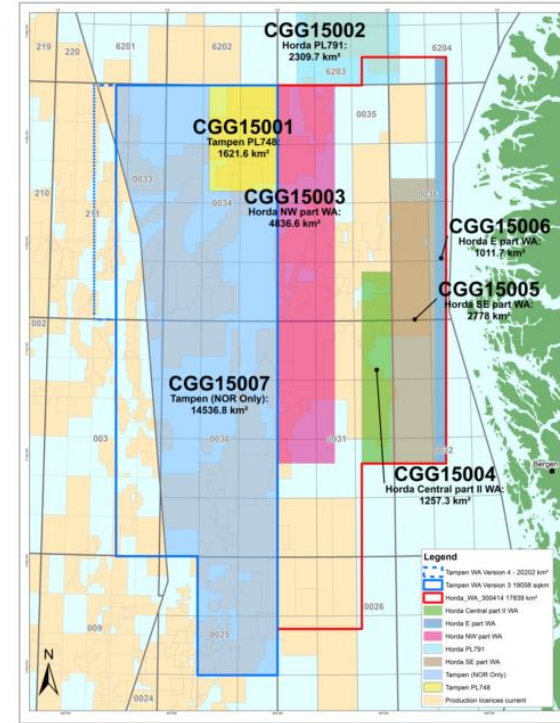 219
220
6201
6202
6203
6204
CGG15002
Horda PL791:
2309.7 km²
0035
CGG15001
Tampen PL748:
1621.6 km²
0033
0034
0036
210
211
CGG15003
Horda NW part WA:
4836.6 km²
CGG15006
Horda E part WA:
1011.7 km²
CGG15005
Horda SE part WA:
2778 km²
002
CGG15007
Tampen (NOR Only):
14536.8 km²
003
0030
0031
0032
CGG15004
Horda Central part II WA:
1257.3 km²
Bergen
Legend
Tampen WA Version 4 - 20202 km²
Tampen WA Version 3 19058 sqkm
Horda_WA_300414 17839 km²
Horda Central part II WA
Horda E part WA
Horda NW part WA
Horda PL791
Horda SE part WA
Tampen (NOR Only)
Tampen PL748
Production licences current
0026
009
0025
0024
N